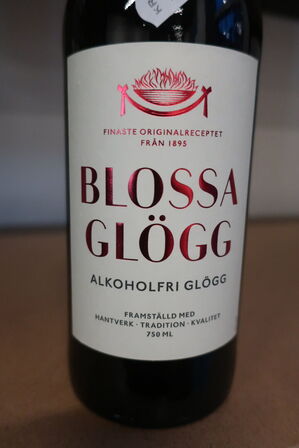 FINASTE ORIGINALRECEPTET
FRÅN 1895
BLOSSA
GLÖGG
ALKOHOLFRI GLÖGG
FRAMSTÄLLD MED
HANTVERK · TRADITION · KVALITET
750 ML